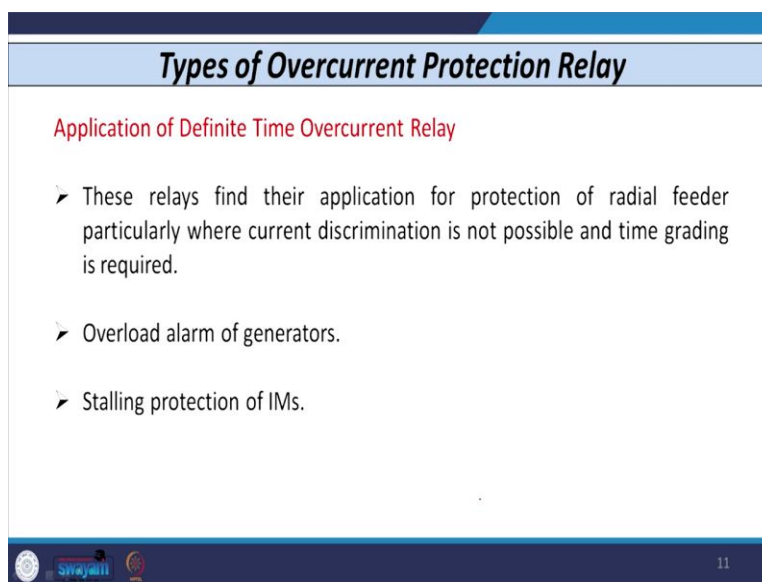 Types of Overcurrent Protection Relay
Application of Definite Time Overcurrent Relay
➢ These relays find their application for protection of radial feeder
particularly where current discrimination is not possible and time grading
is required.
➢ Overload alarm of generators.
➢ Stalling protection of IMs.
swayam
11